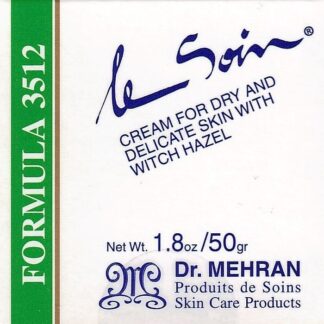 FORMULA 3512
le Soin®
CREAM FOR DRY AND
DELICATE SKIN WITH
WITCH HAZEL
Net Wt. 1.8oz/50gr
M
Dr. MEHRAN
Produits de Soins
Skin Care Products